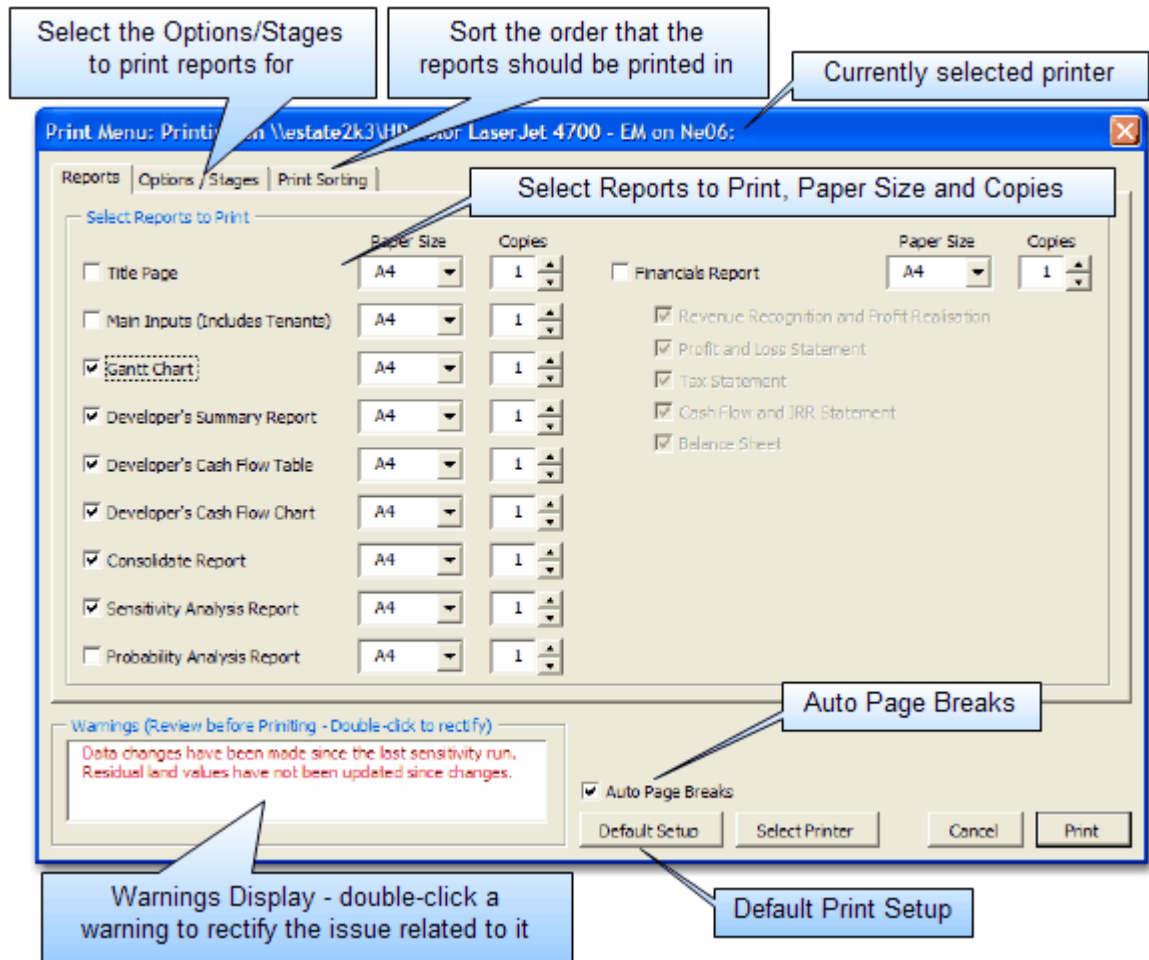 Select the Options/Stages
to print reports for
Sort the order that the
reports should be printed in
Currently selected printer
Print Menu: \\estate2k3\ LaserJet 4700 - EM on Ne06:
Reports Options / Stages Print Sorting
Select Reports to Print, Paper Size and Copies
Select Reports to Print
Paper Size Copies Paper Size Copies
Title Page A4 1 Financials Report A4 1
Main Inputs (Includes Tenants) A4 1 Revenue Recognition and Profit Realisation
Profit and Loss Statement
Gantt Chart A4 1 Tax Statement
Developer's Summary Report A4 1 Cash Flow and IRR Statement
Balance Sheet
Developer's Cash Flow Table A4 1
Developer's Cash Flow Chart A4 1
Consolidate Report A4 1
Sensitivity Analysis Report A4 1
Probability Analysis Report A4 1
Auto Page Breaks
Warnings (Review before Priniting - Double-click to rectify)
Data changes have been made since the last sensitivity run.
Residual land values have not been updated since changes.
Auto Page Breaks
Default Setup Select Printer Cancel Print
Warnings Display - double-click a
warning to rectify the issue related to it
Default Print Setup